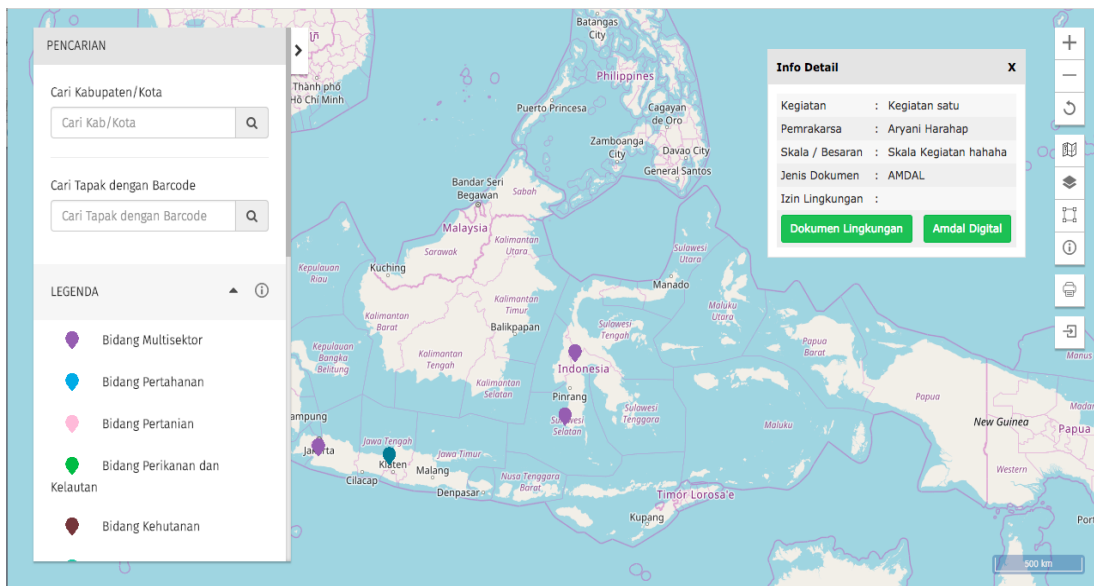 PENCARIAN
Cari Kabupaten/Kota
Cari Kab/Kota
Cari Tapak dengan Barcode
Cari Tapak dengan Barcode
LEGENDA
Bidang Multisektor
Bidang Pertahanan
Bidang Pertanian
Bidang Perikanan dan
Kelautan
Bidang Kehutanan
Info Detail X
Kegiatan : Kegiatan satu
Pemrakarsa : Aryani Harahap
Skala / Besaran : Skala Kegiatan hahaha
Jenis Dokumen : AMDAL
Izin Lingkungan :
Dokumen Lingkungan Amdal Digital
Batangas
City
Philippines
Thành phố
Hồ Chí Minh
Puerto Princesa
Cagayan
de Oro
Zamboanga
City
Davao City
General Santos
Bandar Seri
Begawan
Sabah
Malaysia
Kalimantan
Utara
Sarawak
Sulawesi
Utara
Kepulauan
Riau
Kuching
Manado
Kalimantan
Timur
Maluku
Utara
Kalimantan
Barat
Balikpapan
Sulawesi
Tengah
Papua
Barat
Manus
Kepulauan
Bangka
Belitung
Kalimantan
Tengah
Indonesia
Kalimantan
Selatan
Pinrang
Papua
Sulawesi
Tenggara
Sulawesi
Selatan
Maluku
New Guinea
Papua
ampung
Jakarta
Jawa Tengah
Klaten
Jawa Timur
Malang
Cilacap
Denpasar
Nusa Tenggara
Barat
Timór Lorosa'e
Kupang
Western
Port
500 km